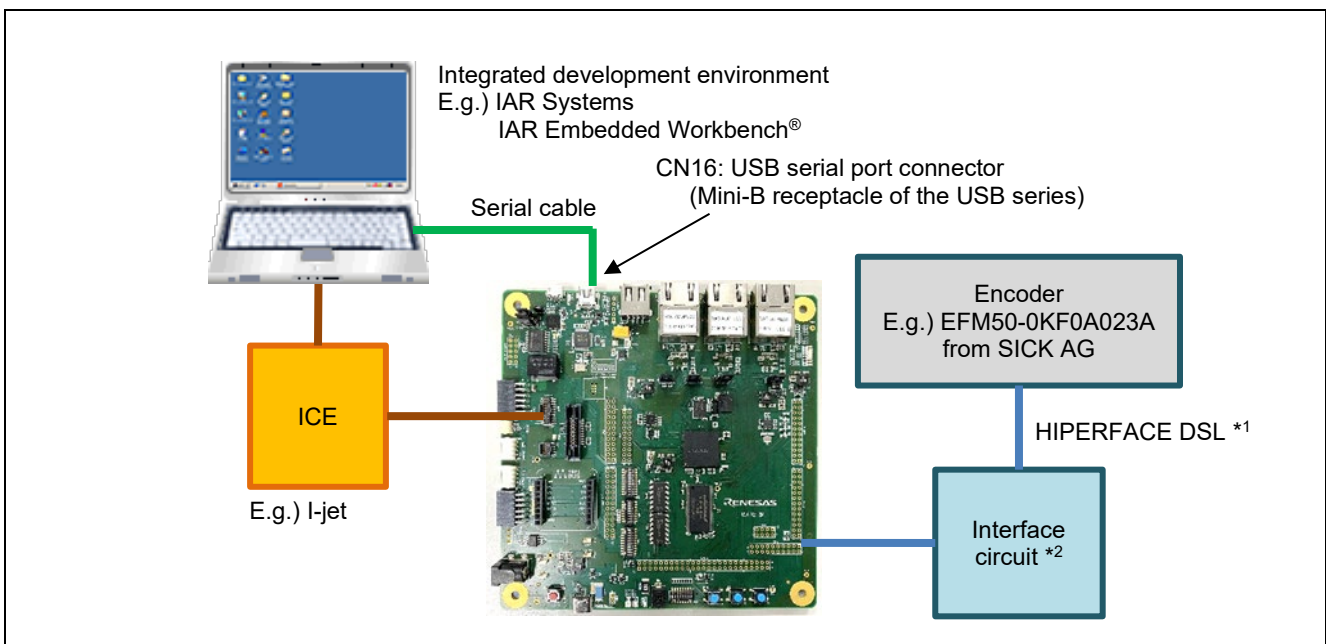 Integrated development environment
E.g.) IAR Systems
IAR Embedded Workbench®
CN16: USB serial port connector
(Mini-B receptacle of the USB series)
Serial cable
Encoder
E.g.) EFM50-0KF0A023A
from SICK AG
ICE
HIPERFACE DSL *1
E.g.) I-jet
RENESAS
Interface
circuit *2